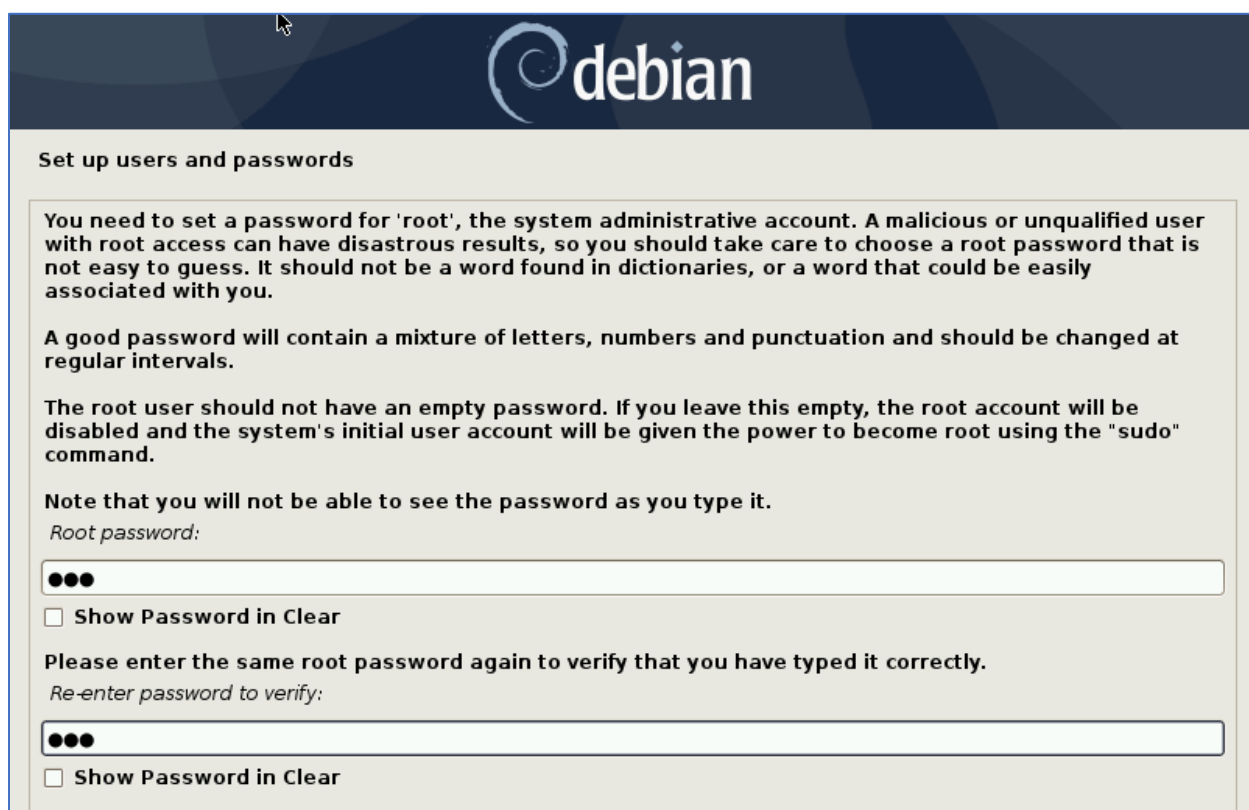 debian
Set up users and passwords
You need to set a password for 'root', the system administrative account. A malicious or unqualified user
with root access can have disastrous results, so you should take care to choose a root password that is
not easy to guess. It should not be a word found in dictionaries, or a word that could be easily
associated with you.
A good password will contain a mixture of letters, numbers and punctuation and should be changed at
regular intervals.
The root user should not have an empty password. If you leave this empty, the root account will be
disabled and the system's initial user account will be given the power to become root using the "sudo"
command.
Note that you will not be able to see the password as you type it.
Root password:
●●●
Show Password in Clear
Please enter the same root password again to verify that you have typed it correctly.
Re-enter password to verify:
●●●
Show Password in Clear